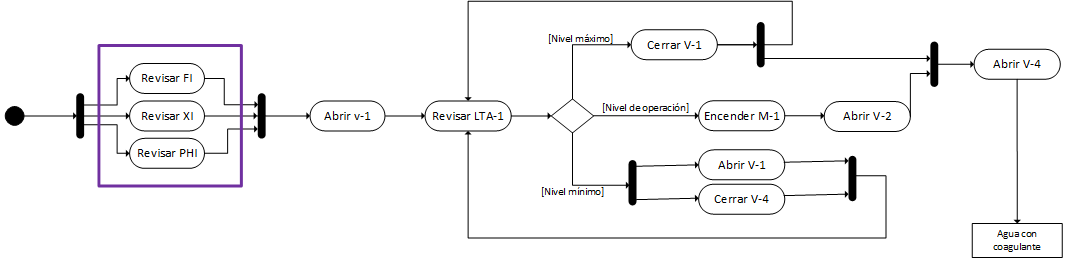 Revisar FI
Revisar XI
Revisar PHI
Abrir v-1
Revisar LTA-1
[Nivel máximo]
Cerrar V-1
[Nivel de operación]
Encender M-1
Abrir V-2
[Nivel mínimo]
Abrir V-1
Cerrar V-4
Abrir V-4
Agua con
coagulante